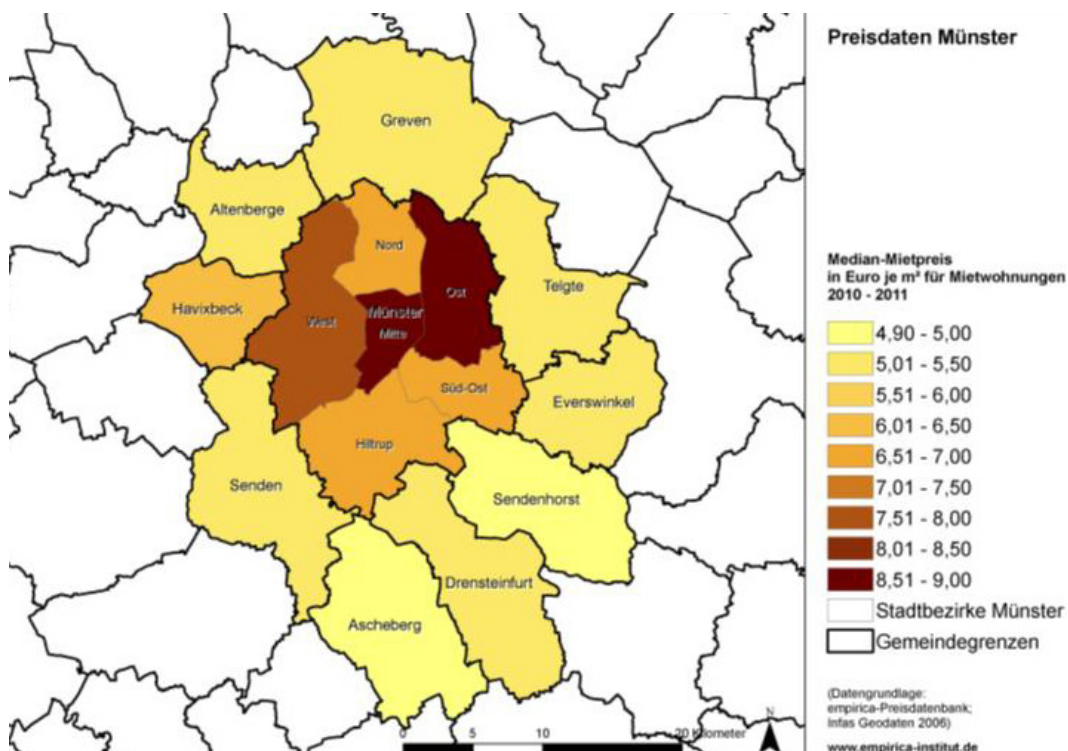 Preisdaten Münster
Greven
Altenberge
Nord
Havixbeck
Telgte
Ost
Münster
West
Mitte
Süd-Ost
Everswinkel
Hiltrup
Senden
Sendenhorst
Drensteinfurt
Ascheberg
Median-Mietpreis
in Euro je m² für Mietwohnungen
2010 - 2011
4,90 - 5,00
5,01 - 5,50
5,51 - 6,00
6,01 - 6,50
6,51 - 7,00
7,01 - 7,50
7,51 - 8,00
8,01 - 8,50
8,51 - 9,00
Stadtbezirke Münster
Gemeindegrenzen
(Datengrundlage:
empirica-Preisdatenbank;
Infas Geodaten 2006)
www.empirica-institut.de
0 5 10 20 Kilometer
N